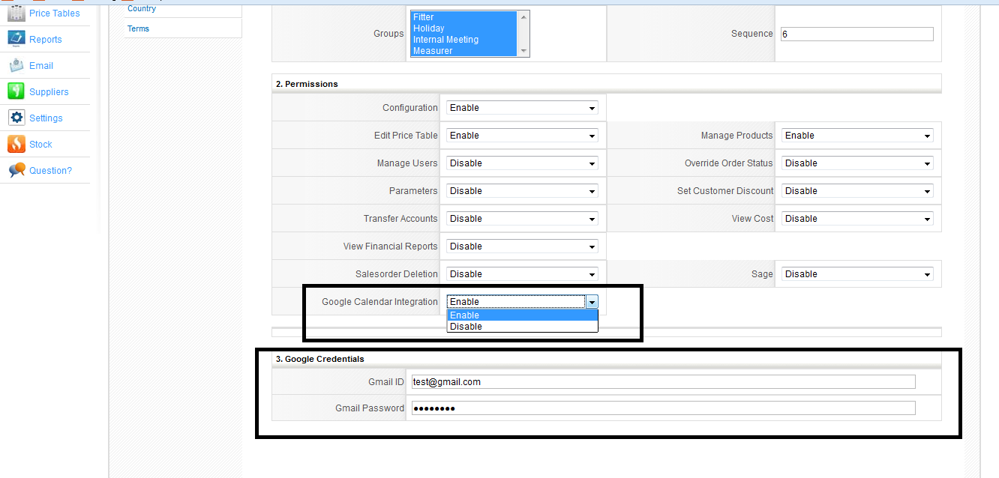 Price Tables
Reports
Email
Suppliers
Settings
Stock
Question?
Country
Terms
Groups
Fitter
Holiday
Internal Meeting
Measurer
Sequence 6
2. Permissions
Configuration Enable
Edit Price Table Enable Manage Products Enable
Manage Users Disable Override Order Status Disable
Parameters Disable Set Customer Discount Disable
Transfer Accounts Disable View Cost Disable
View Financial Reports Disable
Salesorder Deletion Disable Sage Disable
Google Calendar Integration Enable
Enable
Disable
3. Google Credentials
Gmail ID test@gmail.com
Gmail Password ●●●●●●●●